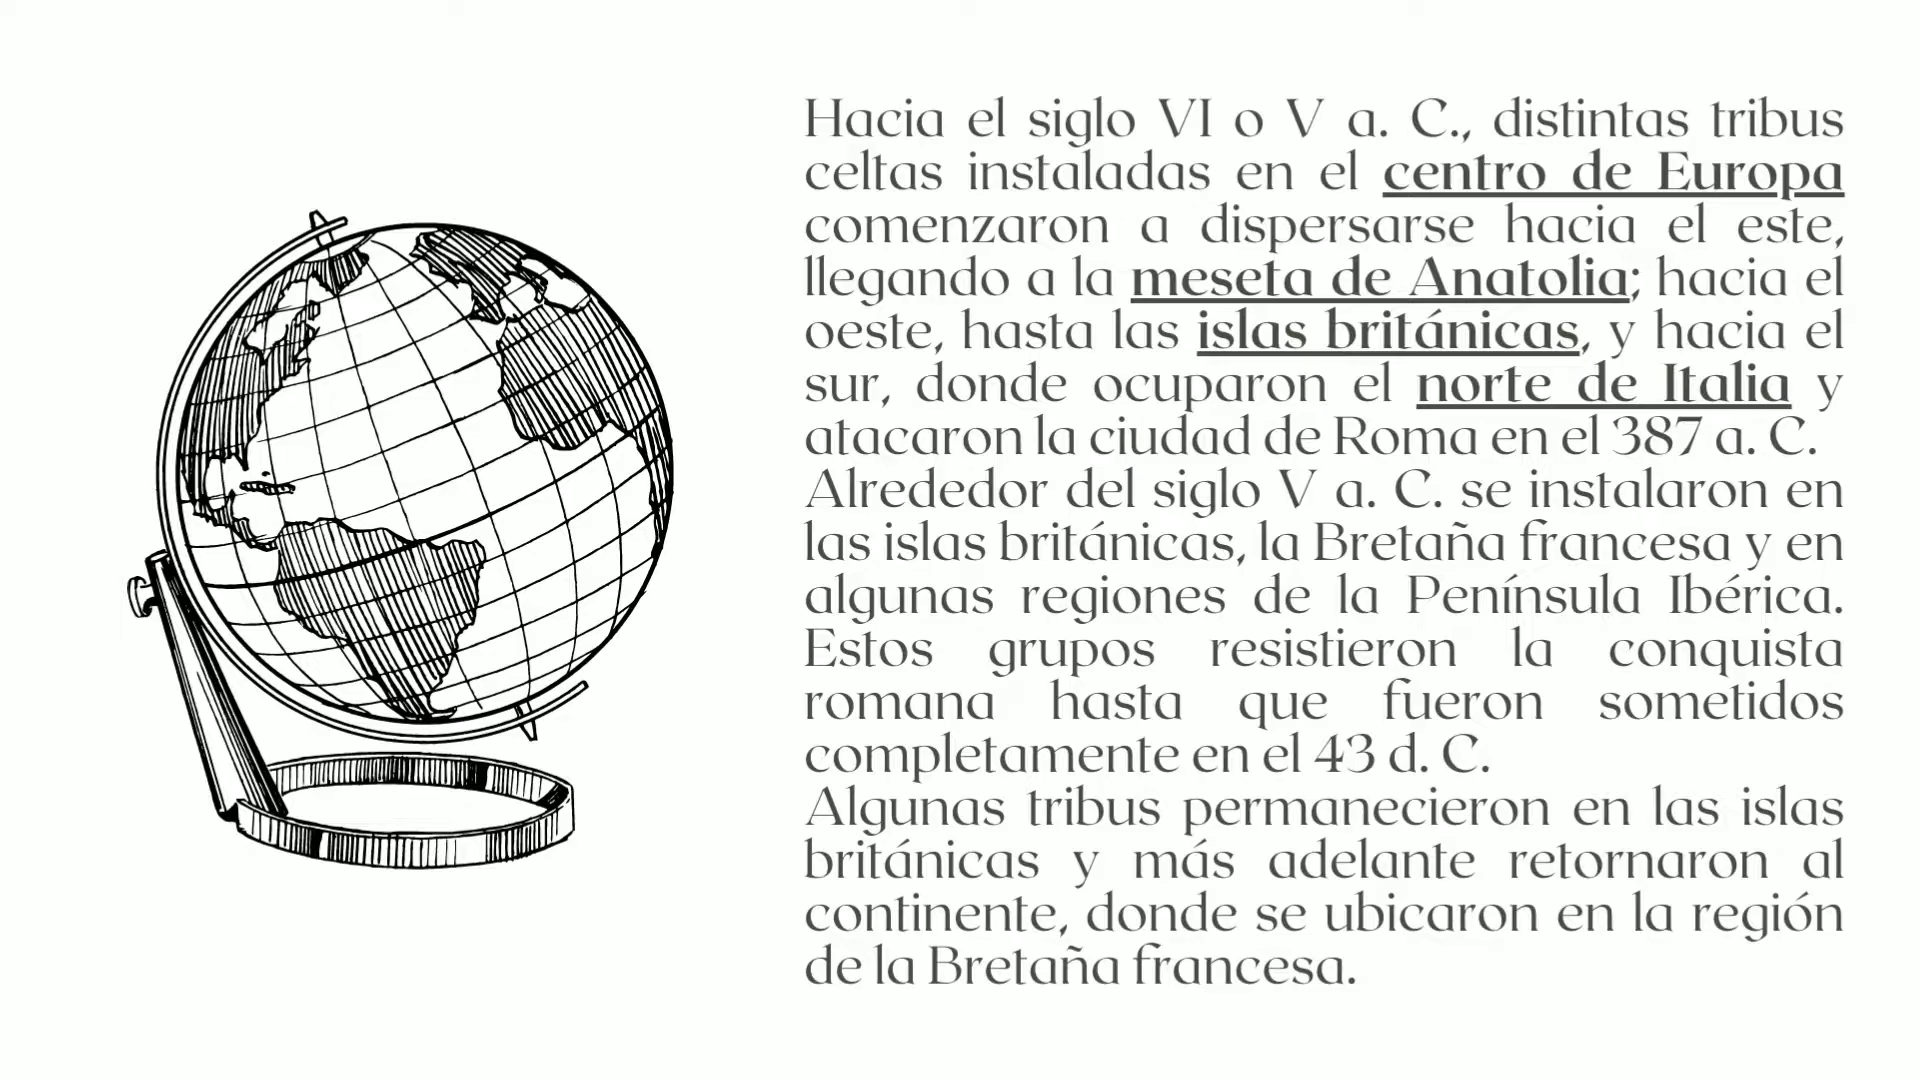 Hacia el siglo VI o V a. C., distintas tribus
celtas instaladas en el centro de Europa
comenzaron a dispersarse hacia el este,
llegando a la meseta de Anatolia; hacia el
oeste, hasta las islas británicas, y hacia el
sur, donde ocuparon el norte de Italia y
atacaron la ciudad de Roma en el 387 a. C.
Alrededor del siglo V a. C. se instalaron en
las islas británicas, la Bretaña francesa y en
algunas regiones de la Península Ibérica.
Estos grupos resistieron la conquista
romana hasta que fueron sometidos
completamente en el 43 d. C.
Algunas tribus permanecieron en las islas
británicas y más adelante retornaron al
continente, donde se ubicaron en la región
de la Bretaña francesa.